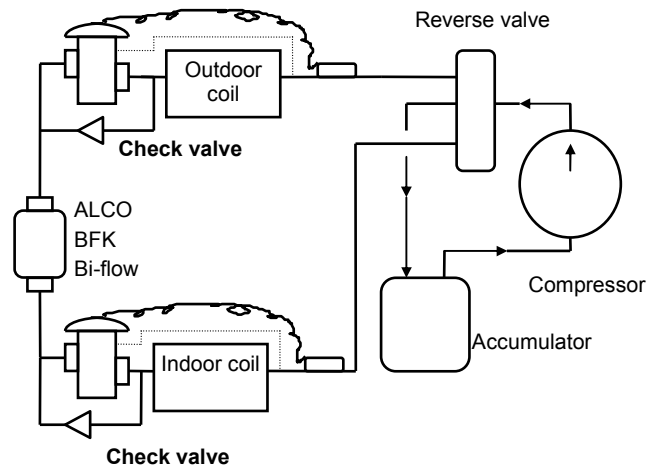 Reverse valve
Outdoor
coil
Check valve
ALCO
BFK
Bi-flow
Compressor
Accumulator
Indoor coil
Check valve